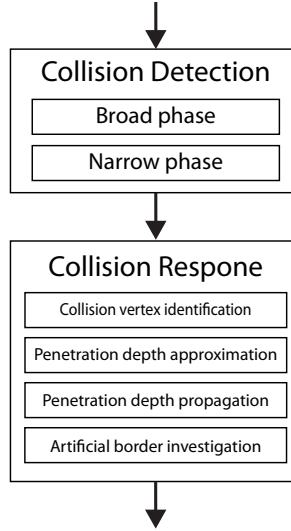 Collision Detection
Broad phase
Narrow phase
Collision Respone
Collision vertex identification
Penetration depth approximation
Penetration depth propagation
Artificial border investigation